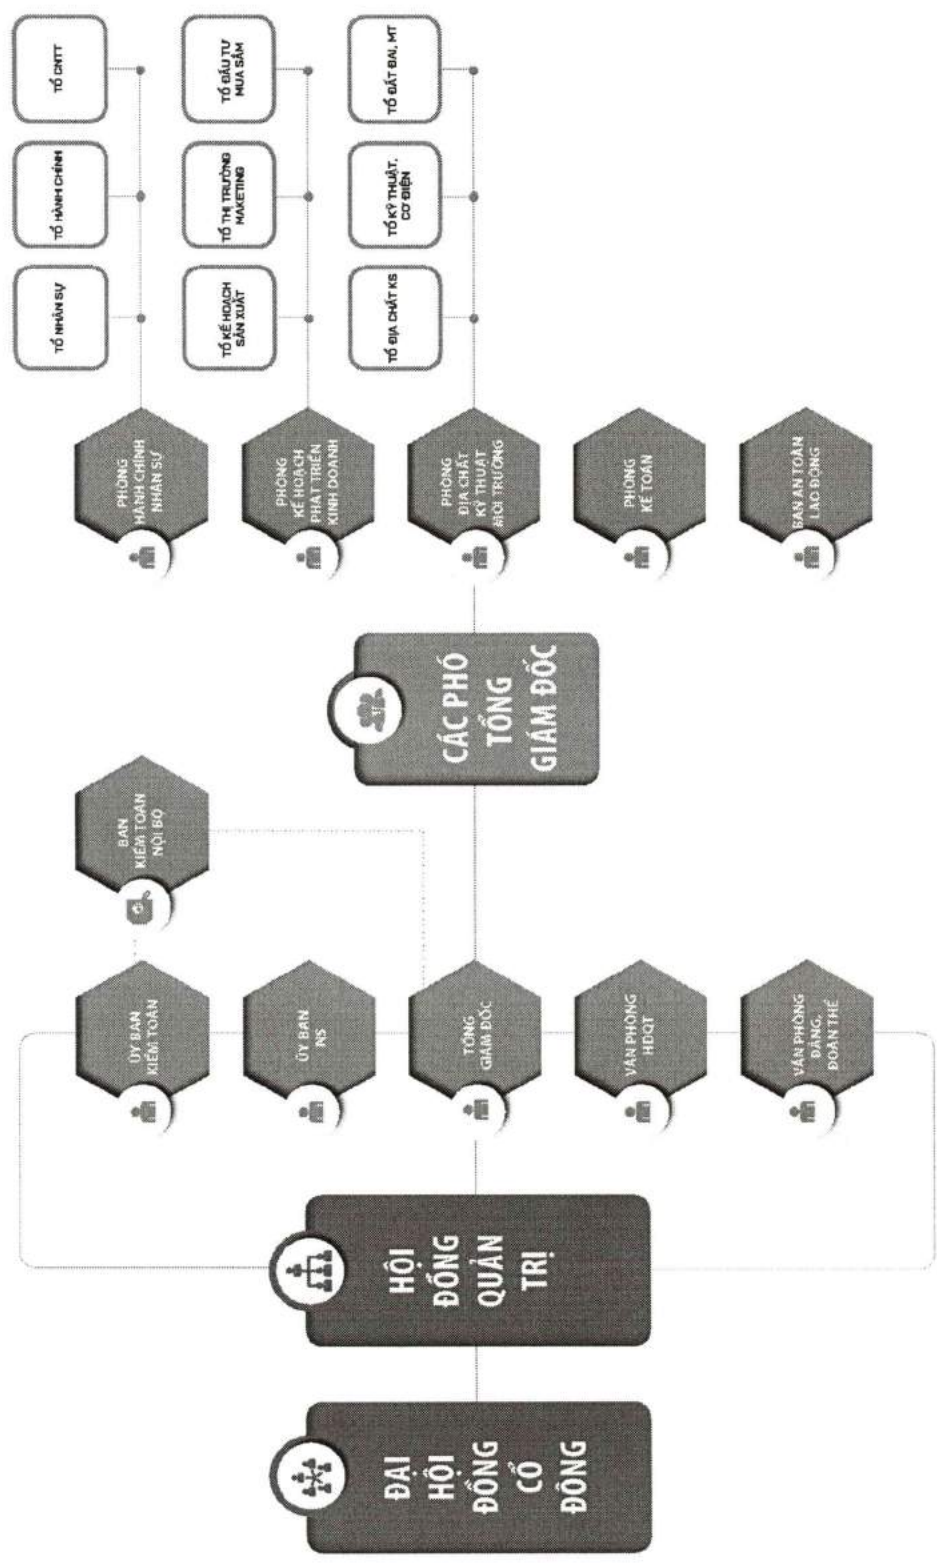 ĐẠI
HỘI
ĐỒNG
CỔ
ĐÔNG
HỘI
ĐỒNG
QUẢN
TRỊ
ỦY BAN
KIỂM TOÁN
ỦY BAN
NS
TỔNG
GIÁM ĐỐC
VĂN PHÒNG
HĐQT
VĂN PHÒNG
ĐẢNG,
ĐOÀN THỂ
BAN
KIỂM TOÁN
NỘI BỘ
CÁC PHÓ
TỔNG
GIÁM ĐỐC
PHÒNG
HÀNH CHÍNH
NHÂN SỰ
PHÒNG
KẾ HOẠCH
PHÁT TRIỂN
KINH DOANH
PHÒNG
ĐỊA CHẤT
KỸ THUẬT
MÔI TRƯỜNG
PHÒNG
KẾ TOÁN
BAN AN TOÀN
LAO ĐỘNG
TỔ NHÂN SỰ
TỔ HÀNH CHÍNH
TỔ CNTT
TỔ KẾ HOẠCH
SẢN XUẤT
TỔ THỊ TRƯỜNG
MAKETING
TỔ ĐẦU TƯ
MUA SẮM
TỔ ĐỊA CHẤT KS
TỔ KỸ THUẬT,
CƠ ĐIỆN
TỔ ĐẤT ĐAI, MT